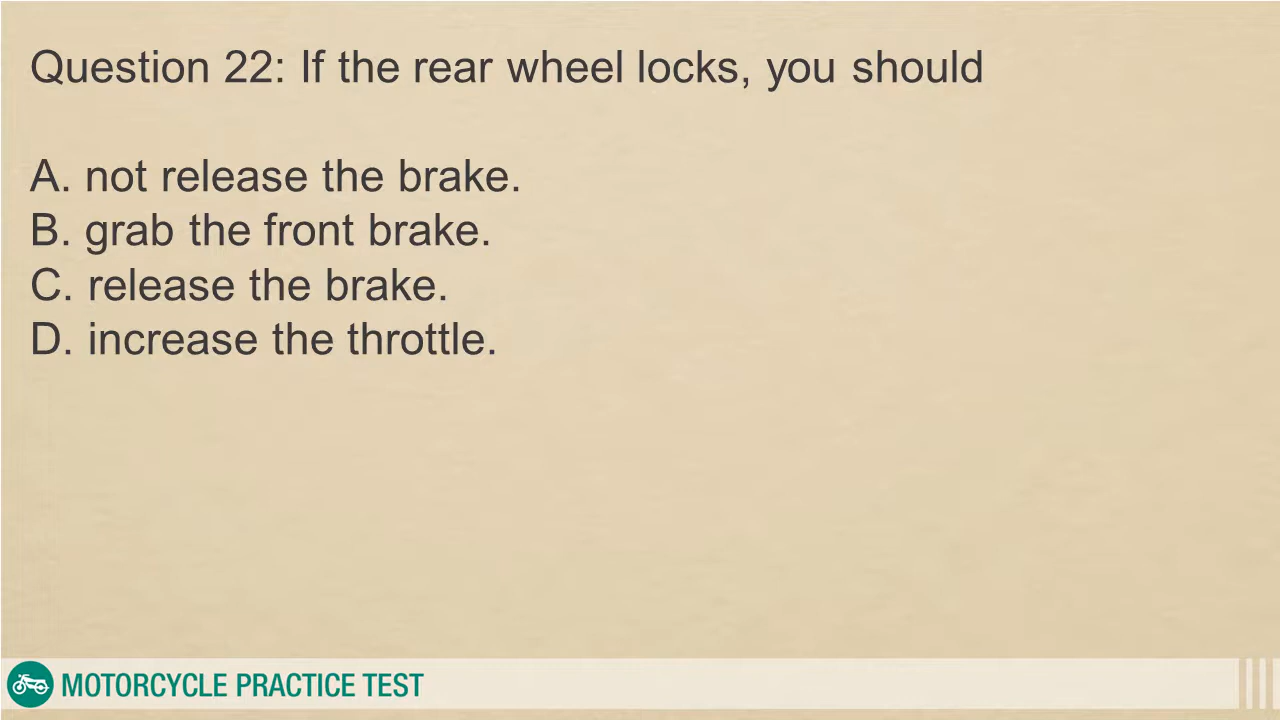 Question 22: If the rear wheel locks, you should
A. not release the brake.
B. grab the front brake.
C. release the brake.
D. increase the throttle.
MOTORCYCLE PRACTICE TEST